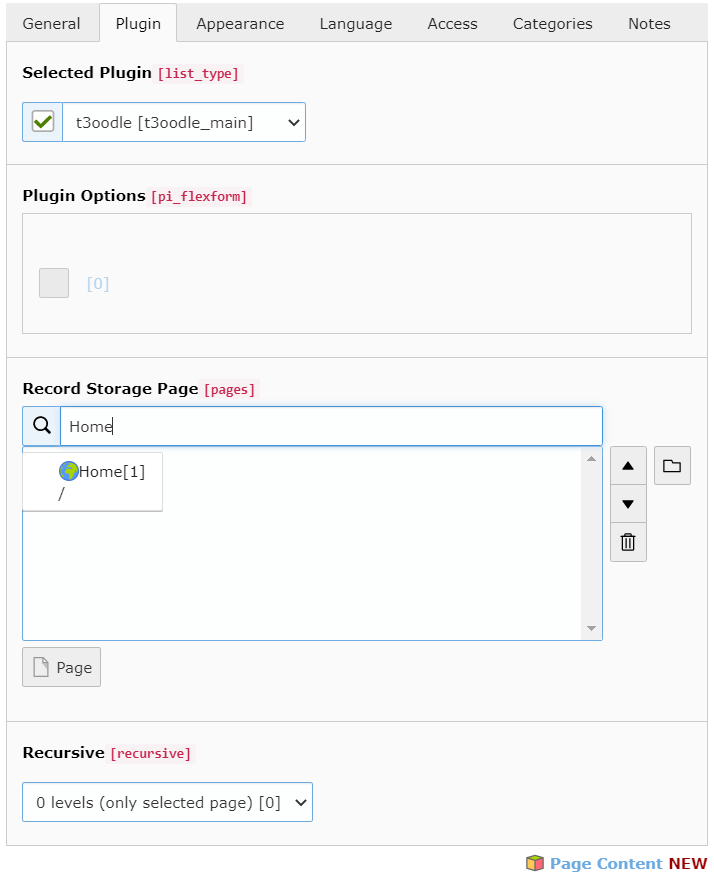 General Plugin Appearance Language Access Categories Notes
Selected Plugin [list_type]
t3oodle [t3oodle_main]
Plugin Options [pi_flexform]
[0]
Record Storage Page [pages]
Home
Home[1]
/
Page
Recursive [recursive]
0 levels (only selected page) [0]
Page Content NEW